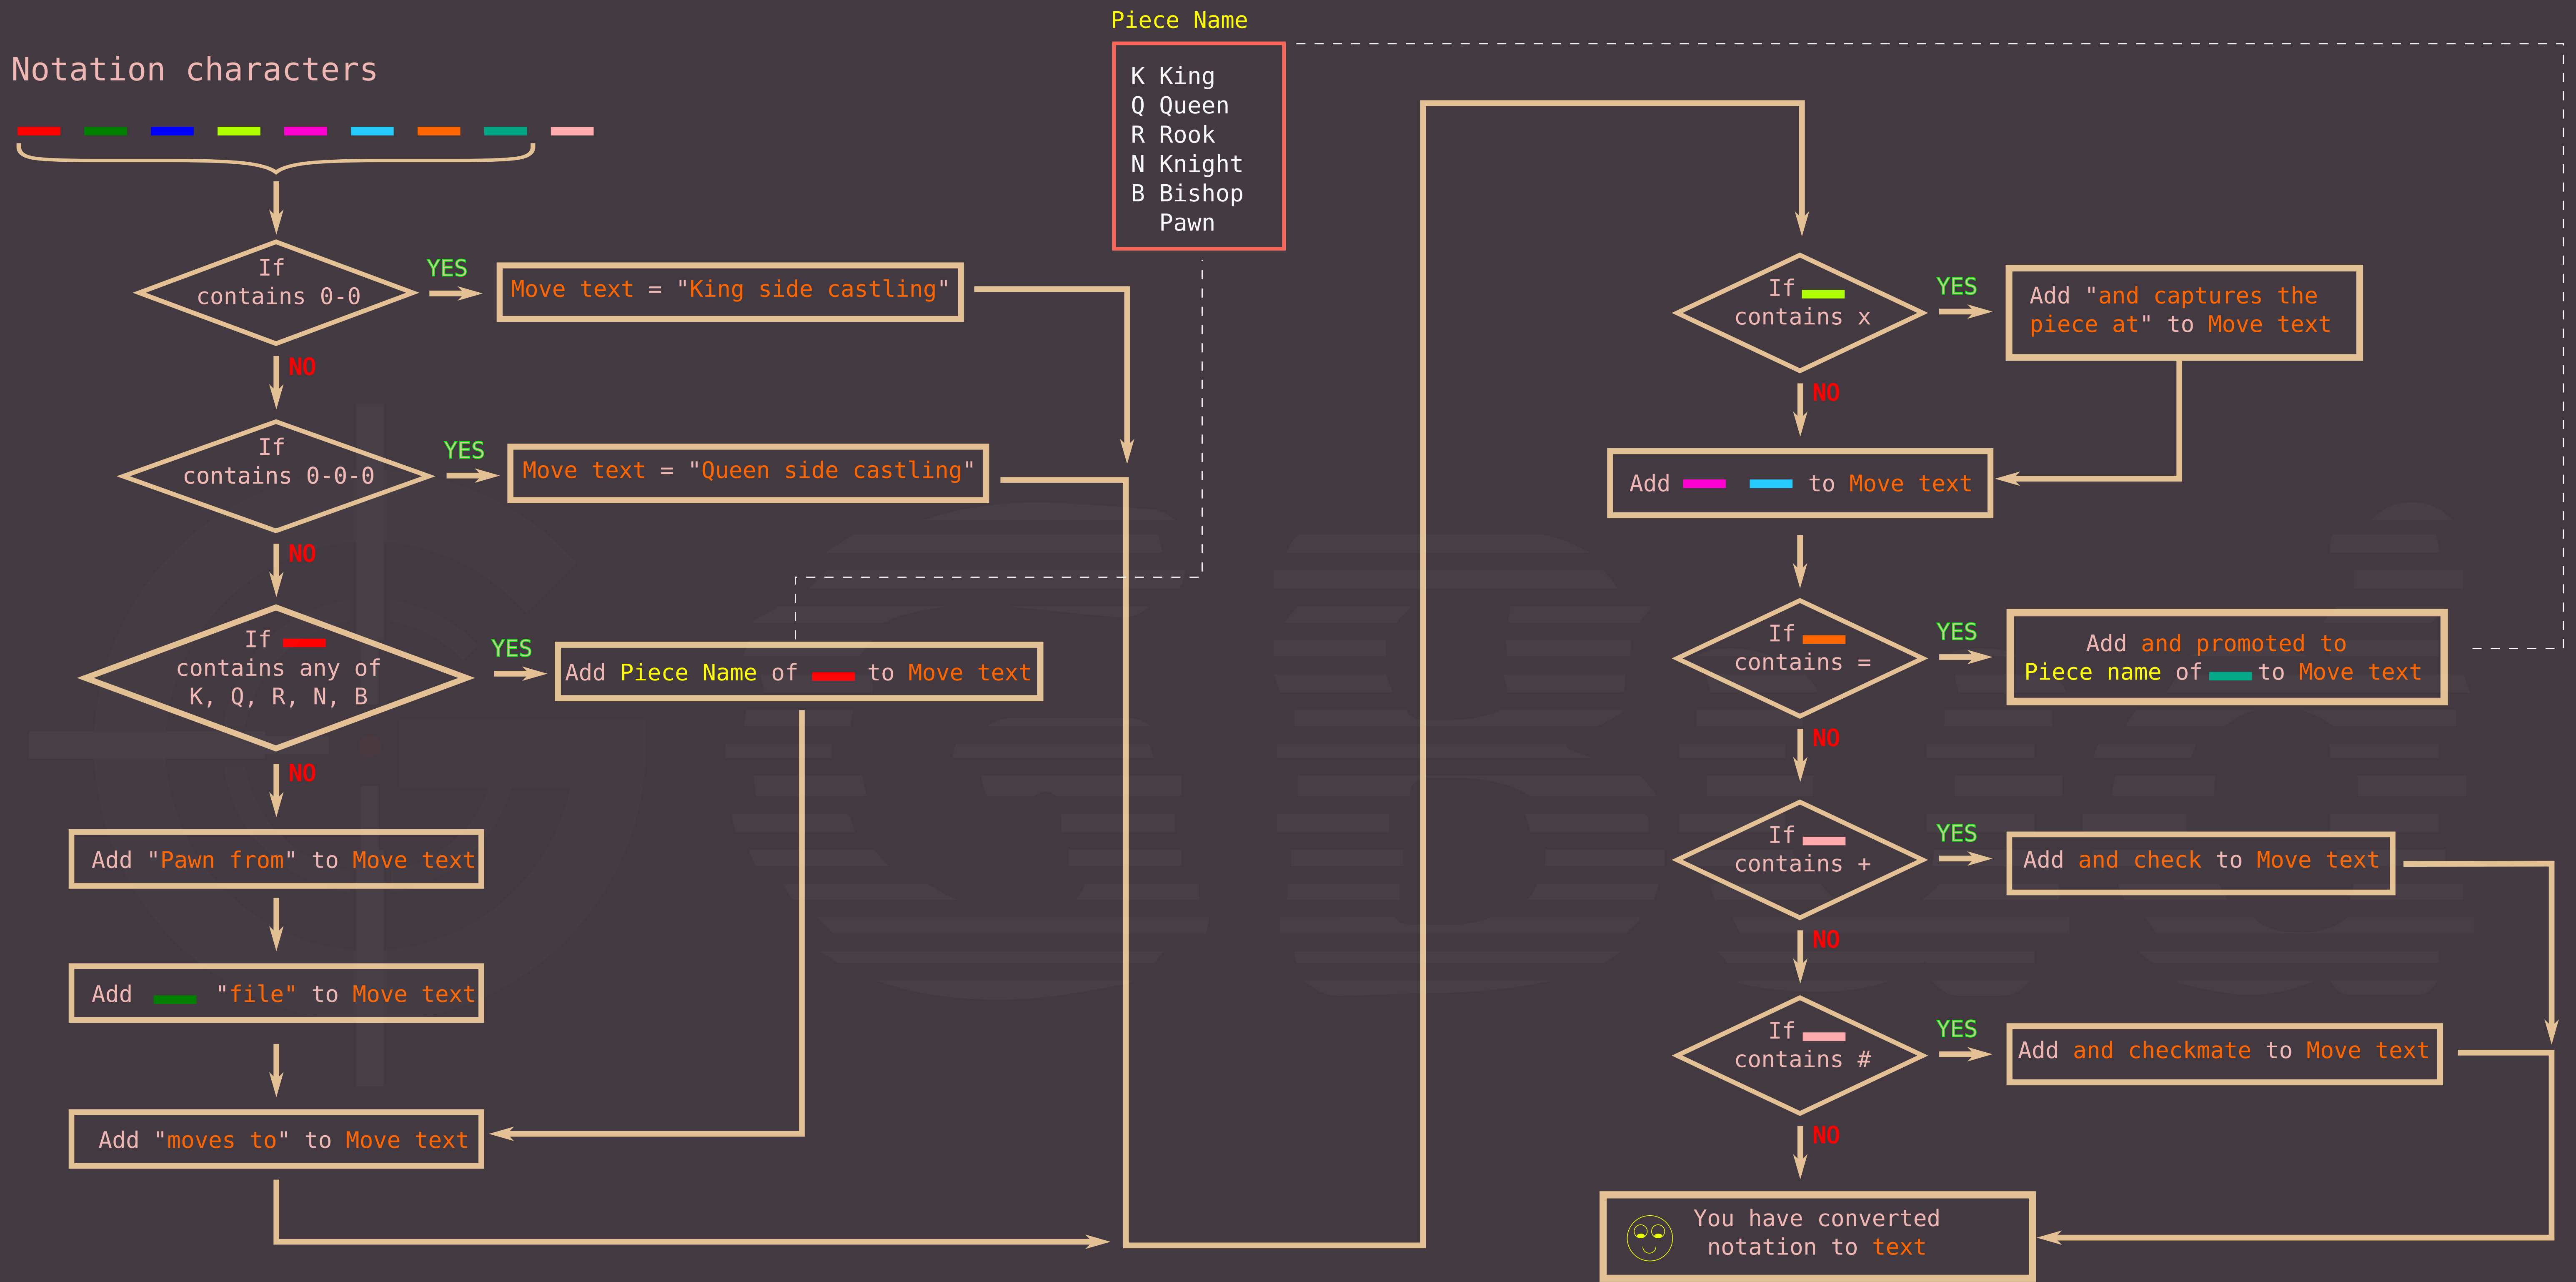 Piece Name
Notation characters
K King
Q Queen
R Rook
N Knight
B Bishop
Pawn
If
contains 0-0
YES
Move text = "King side castling"
NO
If
contains 0-0-0
YES
Move text = "Queen side castling"
NO
If
contains any of
K, Q, R, N, B
YES
Add Piece Name of to Move text
NO
Add "Pawn from" to Move text
Add "file" to Move text
Add "moves to" to Move text
If
contains x
YES
Add "and captures the
piece at" to Move text
NO
Add to Move text
If
contains =
YES
Add and promoted to
Piece name of to Move text
NO
If
contains +
YES
Add and check to Move text
NO
If
contains #
YES
Add and checkmate to Move text
NO
You have converted
notation to text